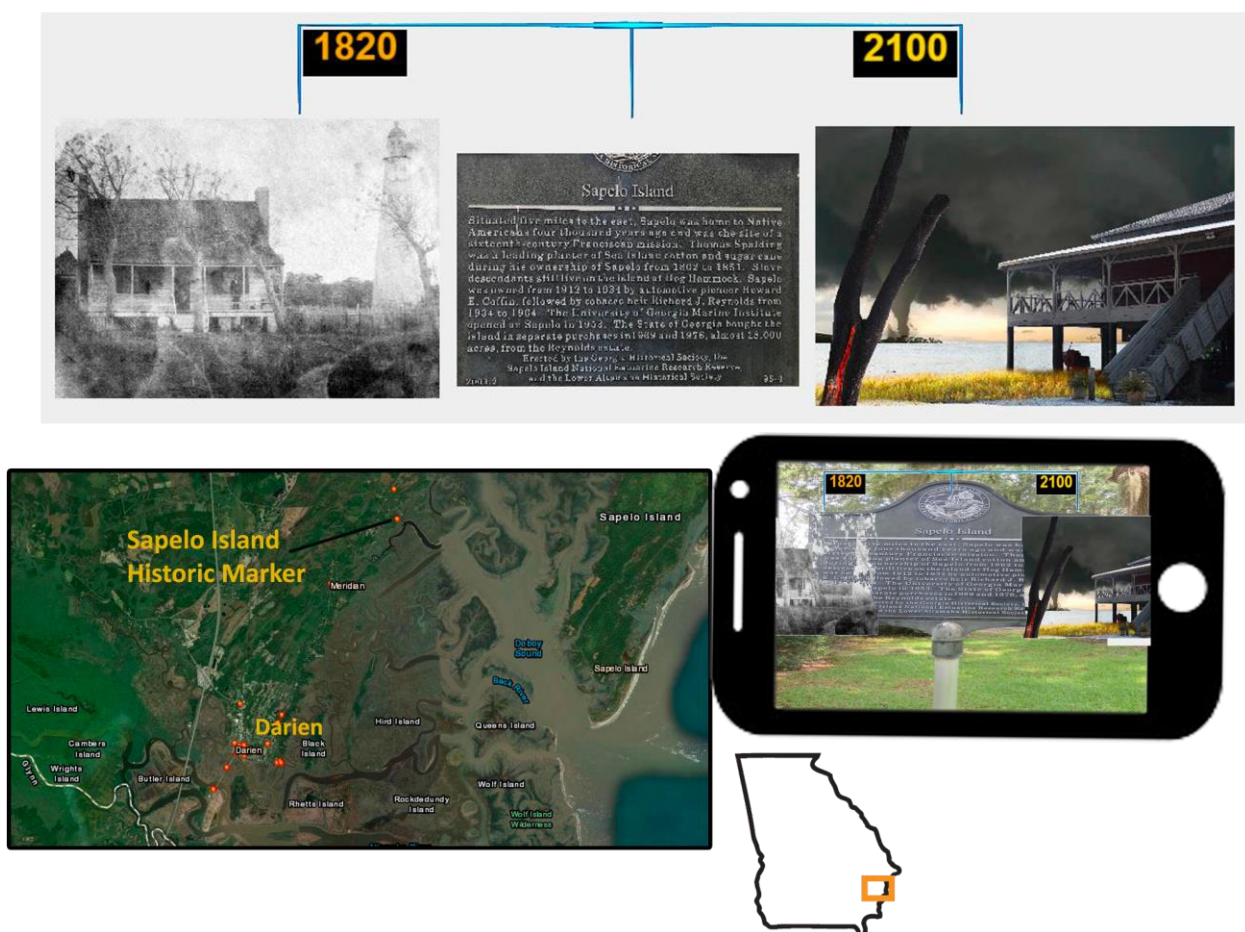 1820
2100
HISTORICAL
Sapelo Island
Situated five miles to the east, Sapelo was home to Native
Americans four thousand years ago and was the site of a
sixteenth-century Franciscan mission. Thomas Spalding
was a leading planter of Sea Island cotton and sugar cane
during his ownership of Sapelo from 1802 to 1851. Slave
descendants still live in the island at Hog Hammock. Sapelo
was owned from 1912 to 1934 by automotive pioneer Howard
E. Coffin, followed by tobacco heir Richard J. Reynolds from
1934 to 1964. The University of Georgia Marine Institute
opened on Sapelo in 1953. The State of Georgia bought the
island in separate purchases in 1969 and 1976, almost 18,000
acres, from the Reynolds estate.
Erected by the Georgia Historical Society, the
Sapelo Island National Estuarine Research Reserve,
and the Lower Altamaha Historical Society
95-3
Sapelo Island
Historic Marker
Sapelo Island
Meridian
Doboy
Sound
Back River
Sapelo Island
Lewis Island
Darien
Darien
Hird Island
Queens Island
Black
Island
Cambers
Island
Wrights
Island
Butler Island
Glynn
Rhetts Island
Rockdedundy
Island
Wolf Island
Wolf Island
Wilderness
1820
2100
Sapelo Island